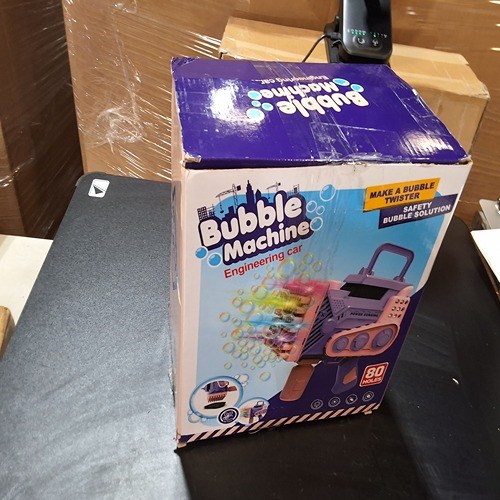 Bubble
Machine
Engineering car
Bubble
Machine
Engineering car
MAKE A BUBBLE
TWISTER
SAFETY
BUBBLE SOLUTION
80
HOLES